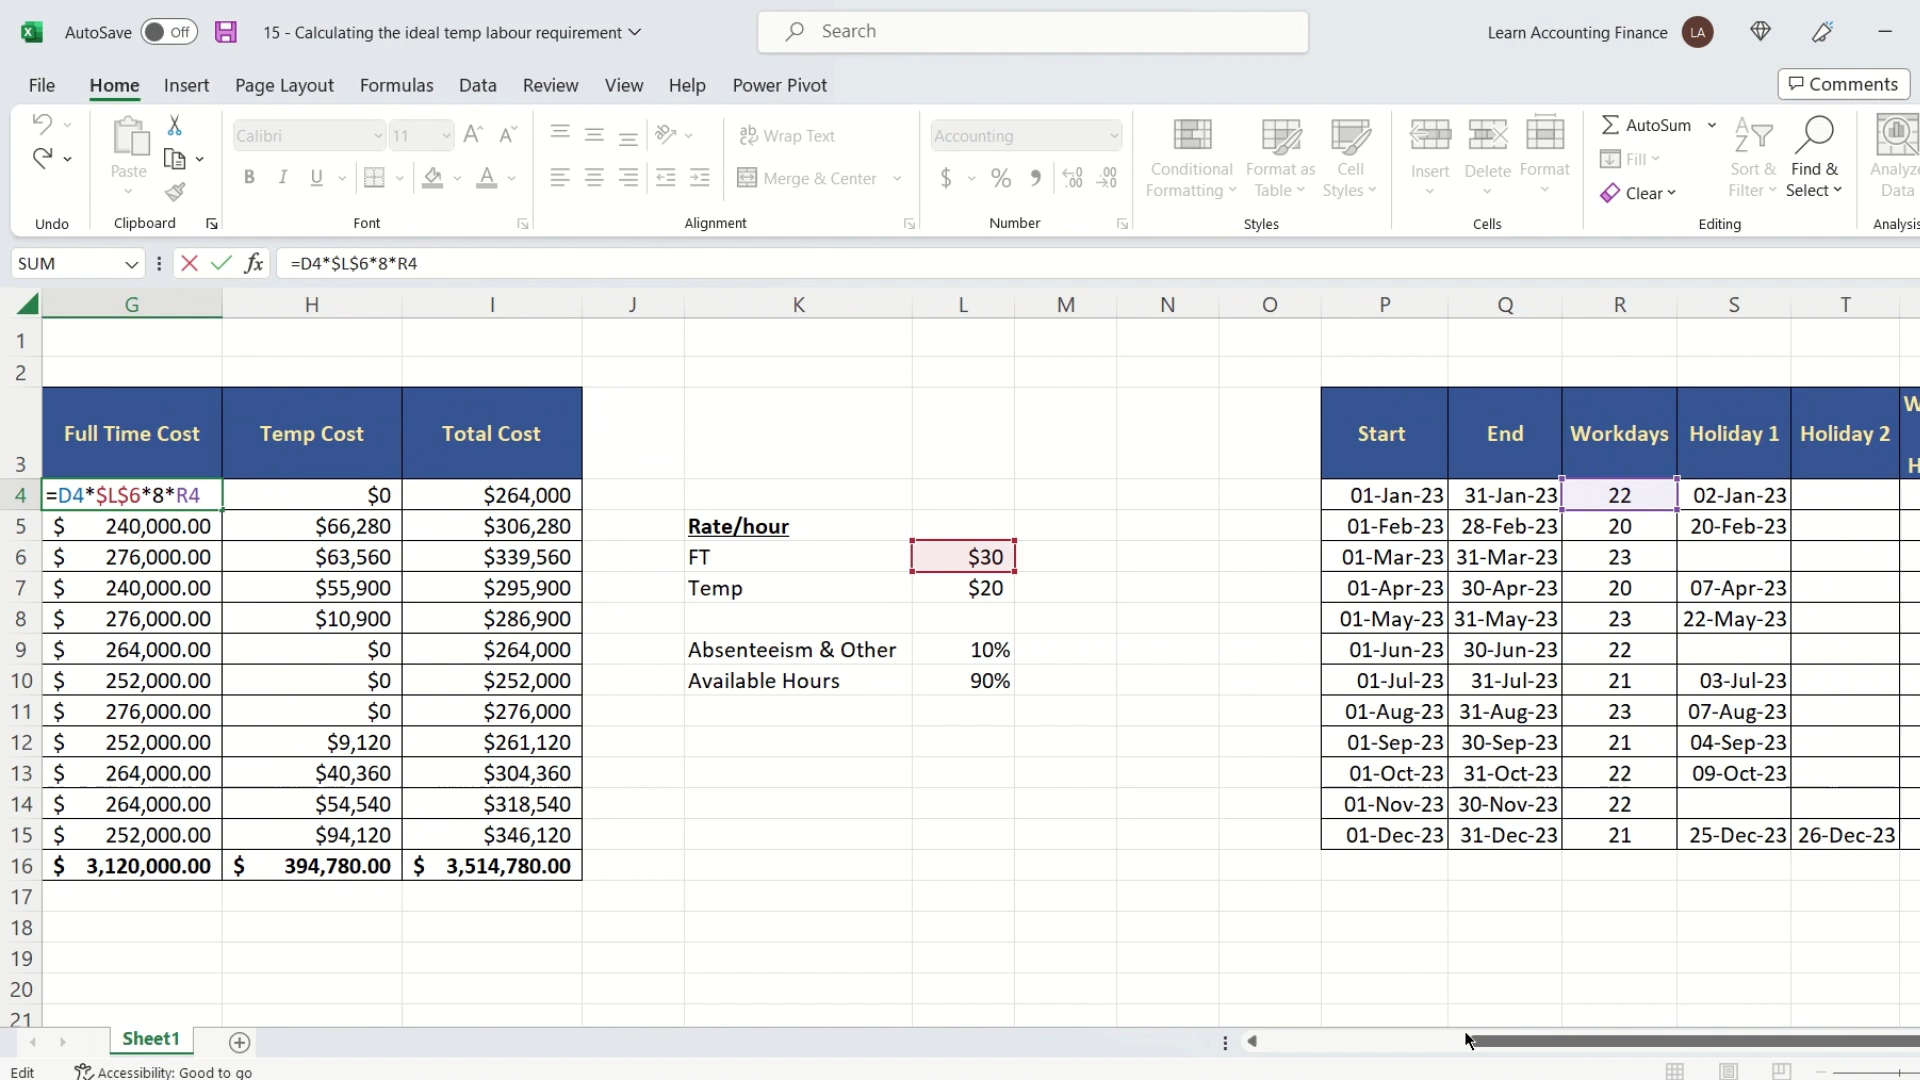 AutoSave Off 15 - Calculating the ideal temp labour requirement Search Learn Accounting Finance LA
File Home Insert Page Layout Formulas Data Review View Help Power Pivot Comments
Calibri 11 Wrap Text Accounting AutoSum
Paste Conditional Format as Cell Insert Delete Format Fill Sort & Find & Analyze
B I U Merge & Center $ % Formatting Table Styles Clear Filter Select Data
Undo Clipboard Font Alignment Number Styles Cells Editing Analysis
SUM fx =D4*$L$6*8*R4
G H I J K L M N O P Q R S T
1
2
3 Full Time Cost Temp Cost Total Cost Start End Workdays Holiday 1 Holiday 2
4 =D4*$L$6*8*R4 $0 $264,000 01-Jan-23 31-Jan-23 22 02-Jan-23
5 $ 240,000.00 $66,280 $306,280 Rate/hour 01-Feb-23 28-Feb-23 20 20-Feb-23
6 $ 276,000.00 $63,560 $339,560 FT $30 01-Mar-23 31-Mar-23 23
7 $ 240,000.00 $55,900 $295,900 Temp $20 01-Apr-23 30-Apr-23 20 07-Apr-23
8 $ 276,000.00 $10,900 $286,900 01-May-23 31-May-23 23 22-May-23
9 $ 264,000.00 $0 $264,000 Absenteeism & Other 10% 01-Jun-23 30-Jun-23 22
10 $ 252,000.00 $0 $252,000 Available Hours 90% 01-Jul-23 31-Jul-23 21 03-Jul-23
11 $ 276,000.00 $0 $276,000 01-Aug-23 31-Aug-23 23 07-Aug-23
12 $ 252,000.00 $9,120 $261,120 01-Sep-23 30-Sep-23 21 04-Sep-23
13 $ 264,000.00 $40,360 $304,360 01-Oct-23 31-Oct-23 22 09-Oct-23
14 $ 264,000.00 $54,540 $318,540 01-Nov-23 30-Nov-23 22
15 $ 252,000.00 $94,120 $346,120 01-Dec-23 31-Dec-23 21 25-Dec-23 26-Dec-23
16 $ 3,120,000.00 $ 394,780.00 $ 3,514,780.00
17
18
19
20
21
Sheet1
Edit Accessibility: Good to go